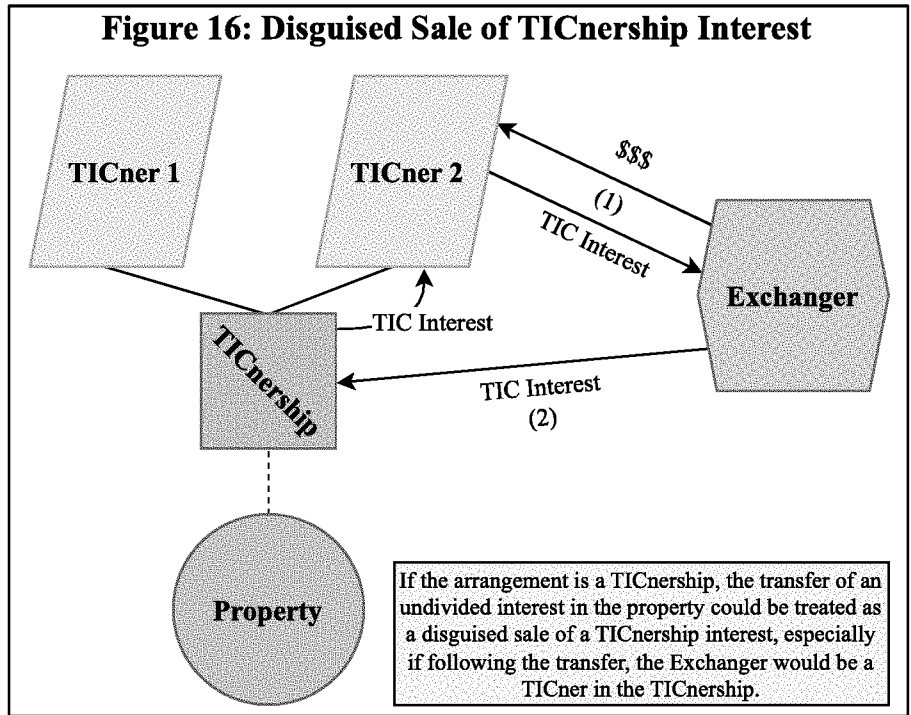 Figure 16: Disguised Sale of TICnership Interest
TICner 1
TICner 2
$$$
(1)
TIC Interest
Exchanger
TIC Interest
TICnership
TIC Interest
(2)
Property
If the arrangement is a TICnership, the transfer of an
undivided interest in the property could be treated as
a disguised sale of a TICnership interest, especially
if following the transfer, the Exchanger would be a
TICner in the TICnership.